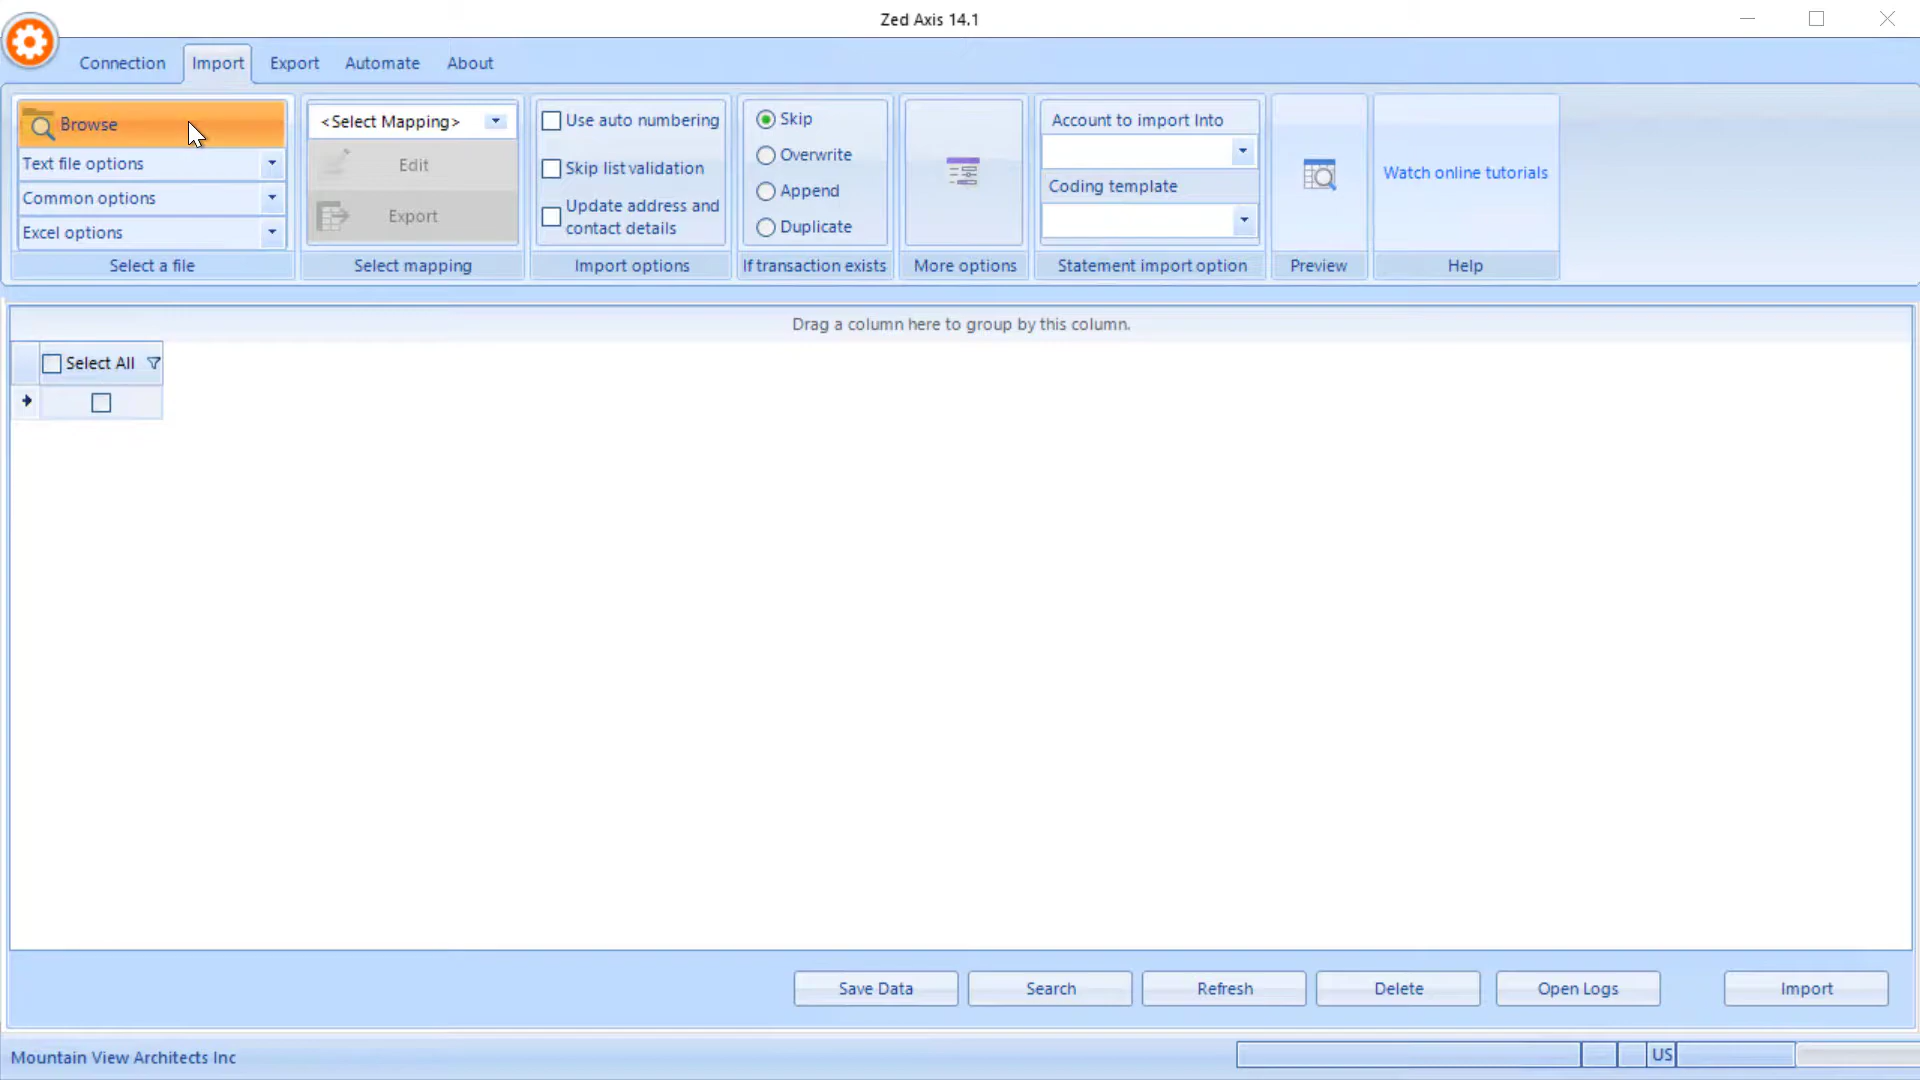 Zed Axis 14.1
Connection Import Export Automate About
Browse
Text file options
Common options
Excel options
Select a file
<Select Mapping>
Edit
Export
Select mapping
Use auto numbering
Skip list validation
Update address and
contact details
Import options
Skip
Overwrite
Append
Duplicate
If transaction exists
More options
Account to import Into
Coding template
Statement import option
Preview
Watch online tutorials
Help
Drag a column here to group by this column.
Select All
Save Data Search Refresh Delete Open Logs Import
Mountain View Architects Inc US